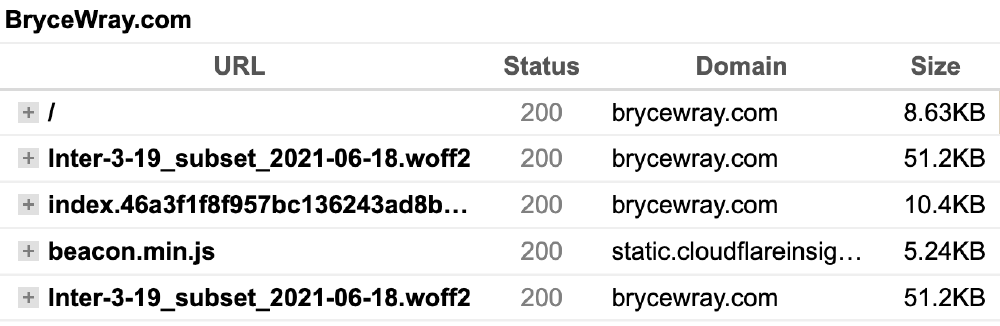 BryceWray.com
URL Status Domain Size
/ 200 brycewray.com 8.63KB
Inter-3-19_subset_2021-06-18.woff2 200 brycewray.com 51.2KB
index.46a3f1f8f957bc136243ad8b… 200 brycewray.com 10.4KB
beacon.min.js 200 static.cloudflareinsig… 5.24KB
Inter-3-19_subset_2021-06-18.woff2 200 brycewray.com 51.2KB